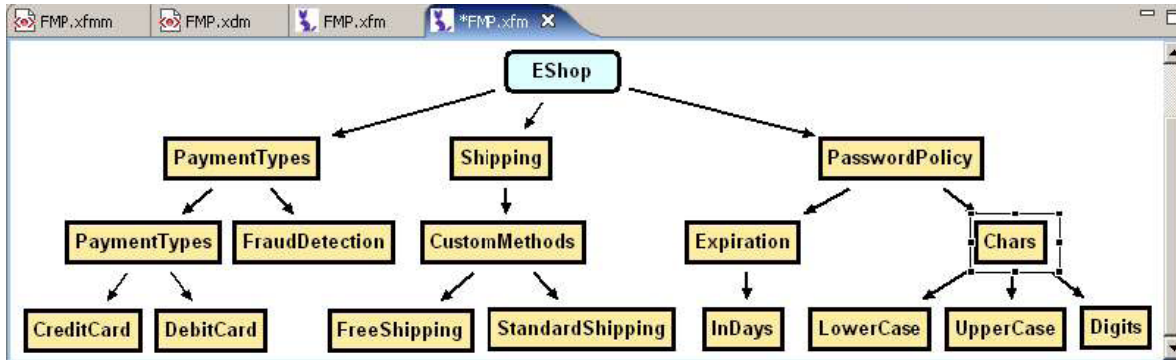 FMP.xfmm FMP.xdm FMP.xfm *FMP.xfm
EShop
PaymentTypes Shipping PasswordPolicy
PaymentTypes FraudDetection CustomMethods Expiration Chars
CreditCard DebitCard FreeShipping StandardShipping InDays LowerCase UpperCase Digits